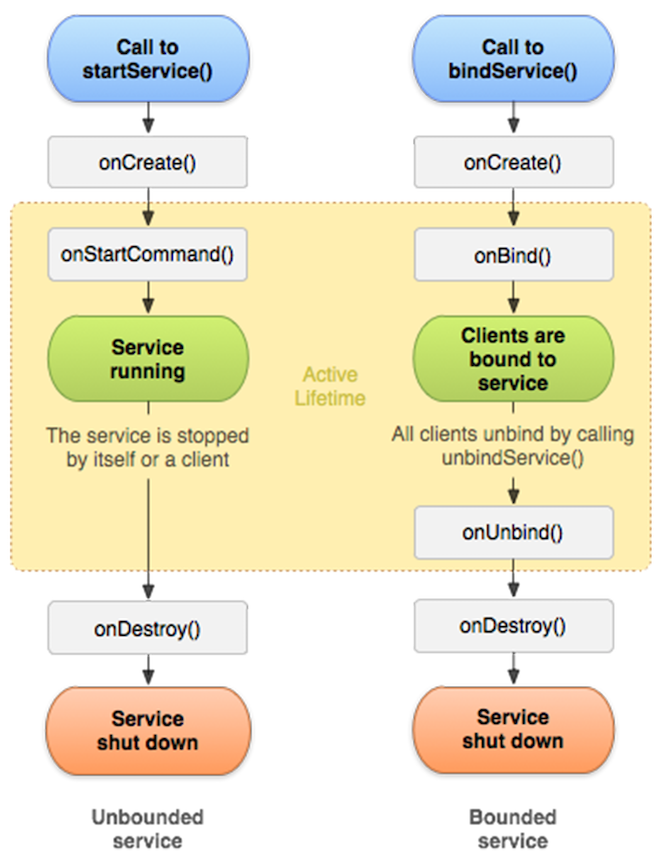 Call to
startService()
onCreate()
onStartCommand()
Service
running
The service is stopped
by itself or a client
onDestroy()
Service
shut down
Unbounded
service
Active
Lifetime
Call to
bindService()
onCreate()
onBind()
Clients are
bound to
service
All clients unbind by calling
unbindService()
onUnbind()
onDestroy()
Service
shut down
Bounded
service